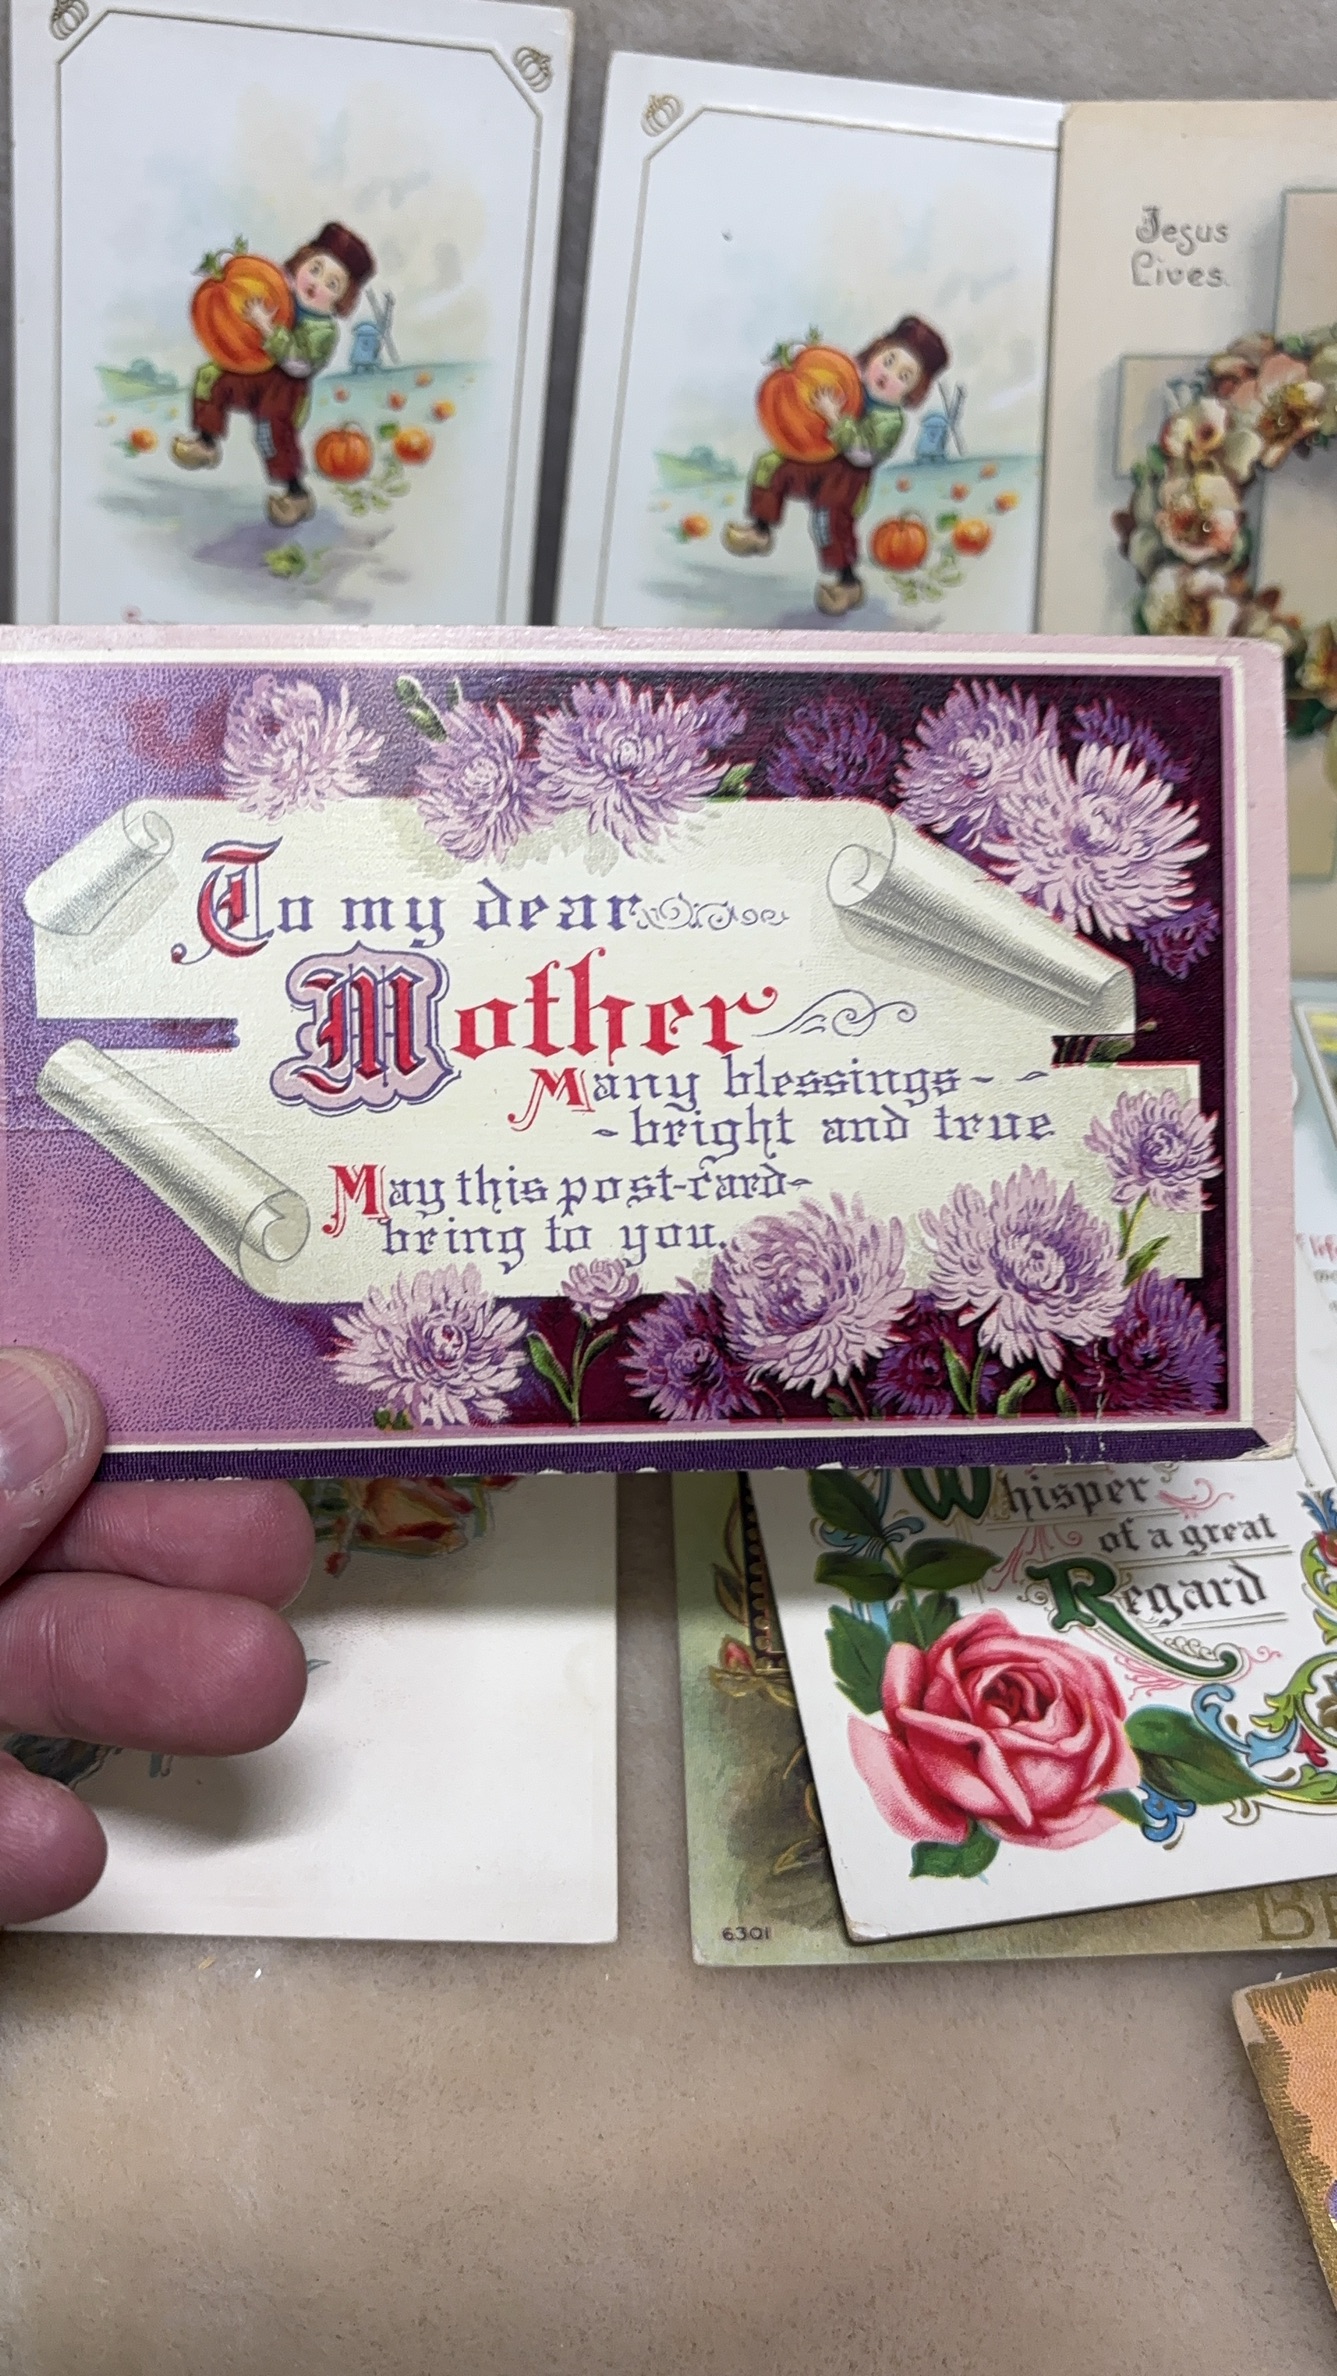 Jesus
Lives.
To my dear
Mother
Many blessings- -
-bright and true
May this post-card-
bring to you.
Whisper
of a great
Regard
6301